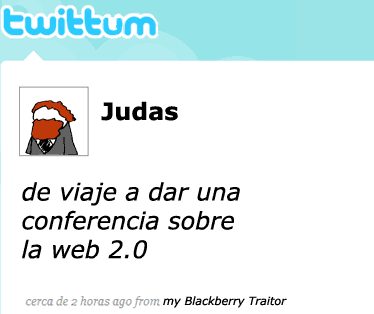 twittum
Judas
de viaje a dar una
conferencia sobre
la web 2.0
cerca de 2 horas ago from my Blackberry Traitor